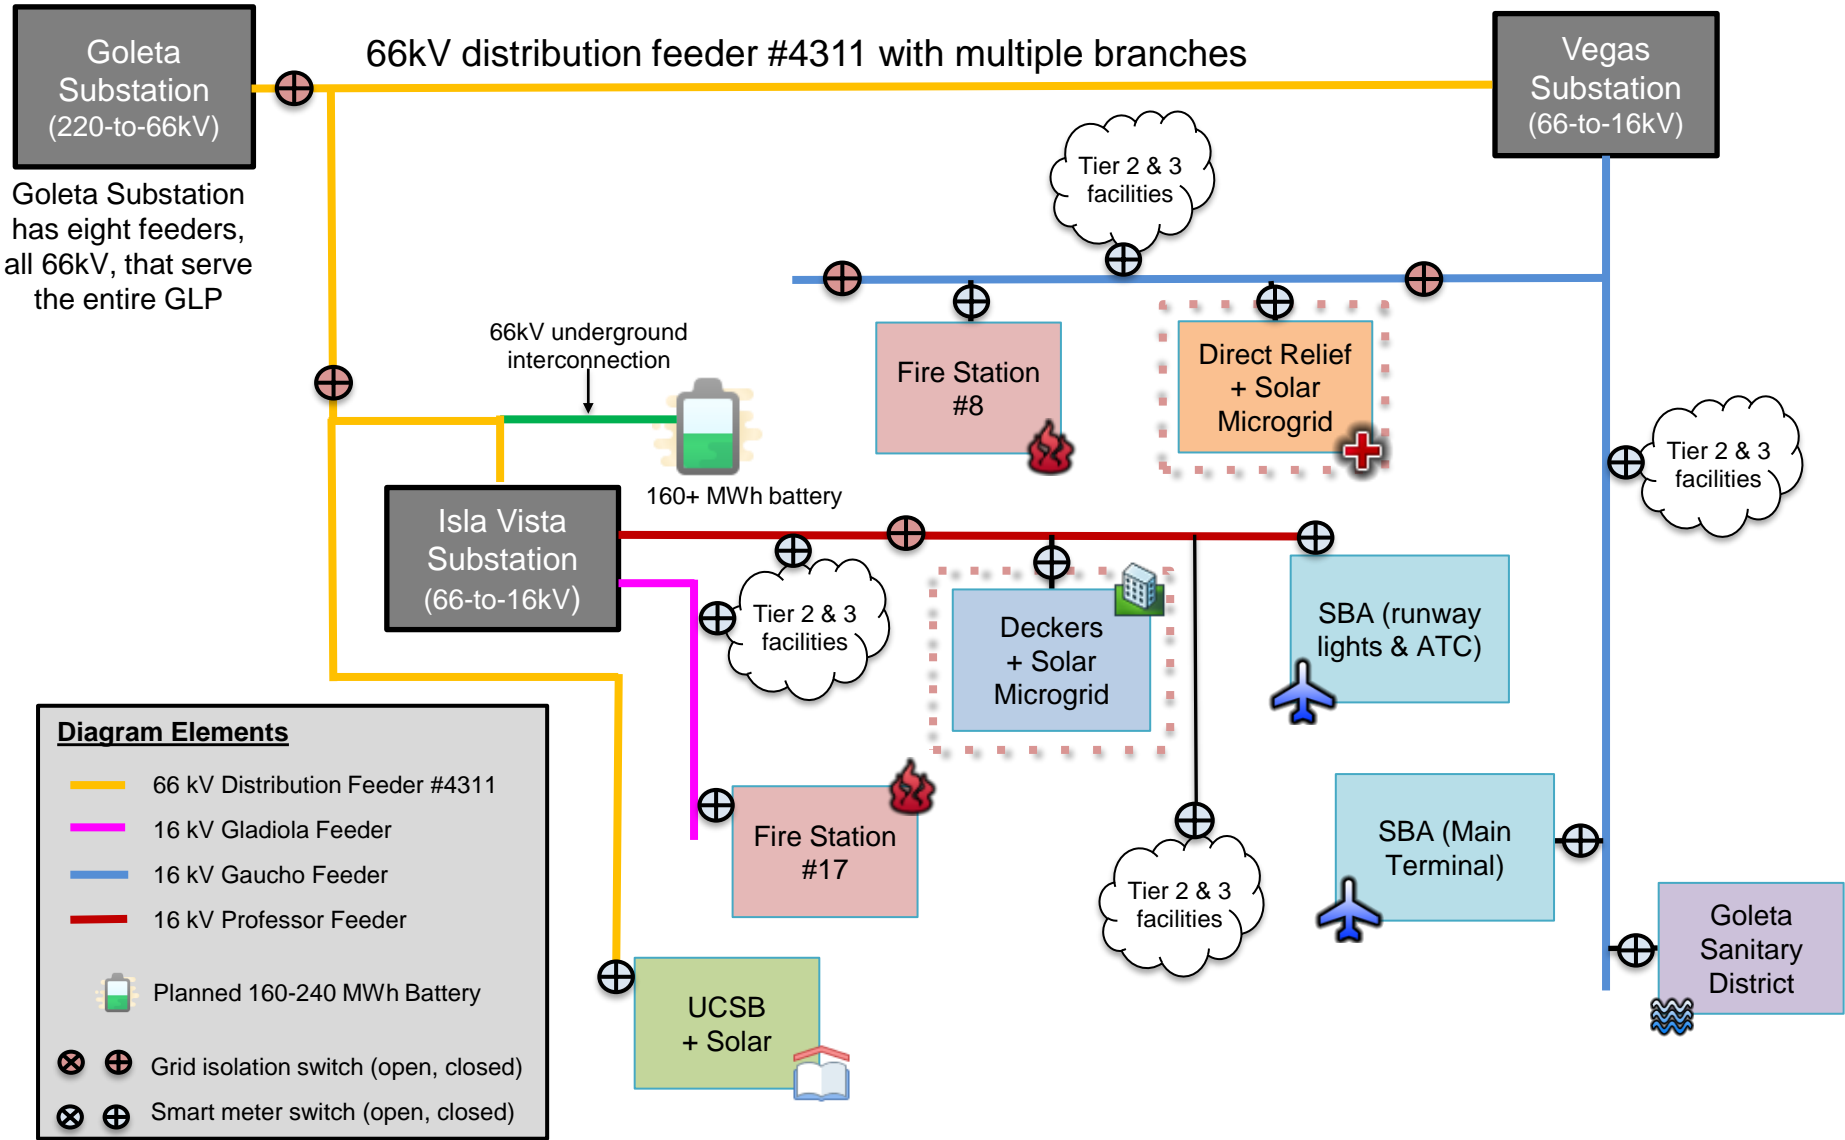 Goleta
Substation
(220-to-66kV)
66kV distribution feeder #4311 with multiple branches
Vegas
Substation
(66-to-16kV)
Goleta Substation
has eight feeders,
all 66kV, that serve
the entire GLP
Tier 2 & 3
facilities
66kV underground
interconnection
160+ MWh battery
Fire Station
#8
Direct Relief
+ Solar
Microgrid
Tier 2 & 3
facilities
Isla Vista
Substation
(66-to-16kV)
Tier 2 & 3
facilities
Deckers
+ Solar
Microgrid
SBA (runway
lights & ATC)
Fire Station
#17
Tier 2 & 3
facilities
SBA (Main
Terminal)
Goleta
Sanitary
District
UCSB
+ Solar
Diagram Elements
66 kV Distribution Feeder #4311
16 kV Gladiola Feeder
16 kV Gaucho Feeder
16 kV Professor Feeder
Planned 160-240 MWh Battery
Grid isolation switch (open, closed)
Smart meter switch (open, closed)